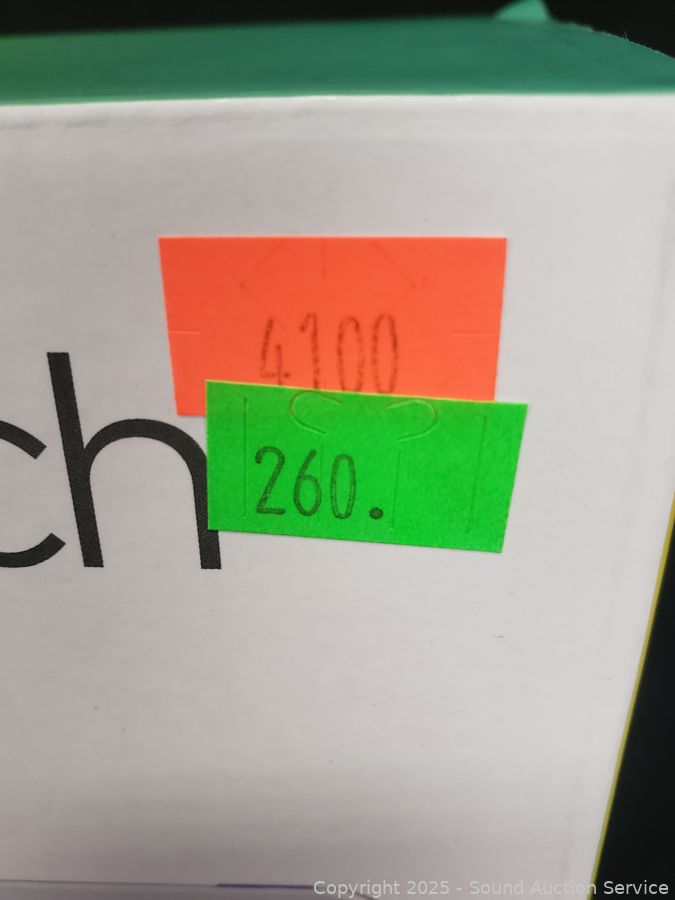 4100
ch
260.
Copyright 2025 - Sound Auction Service